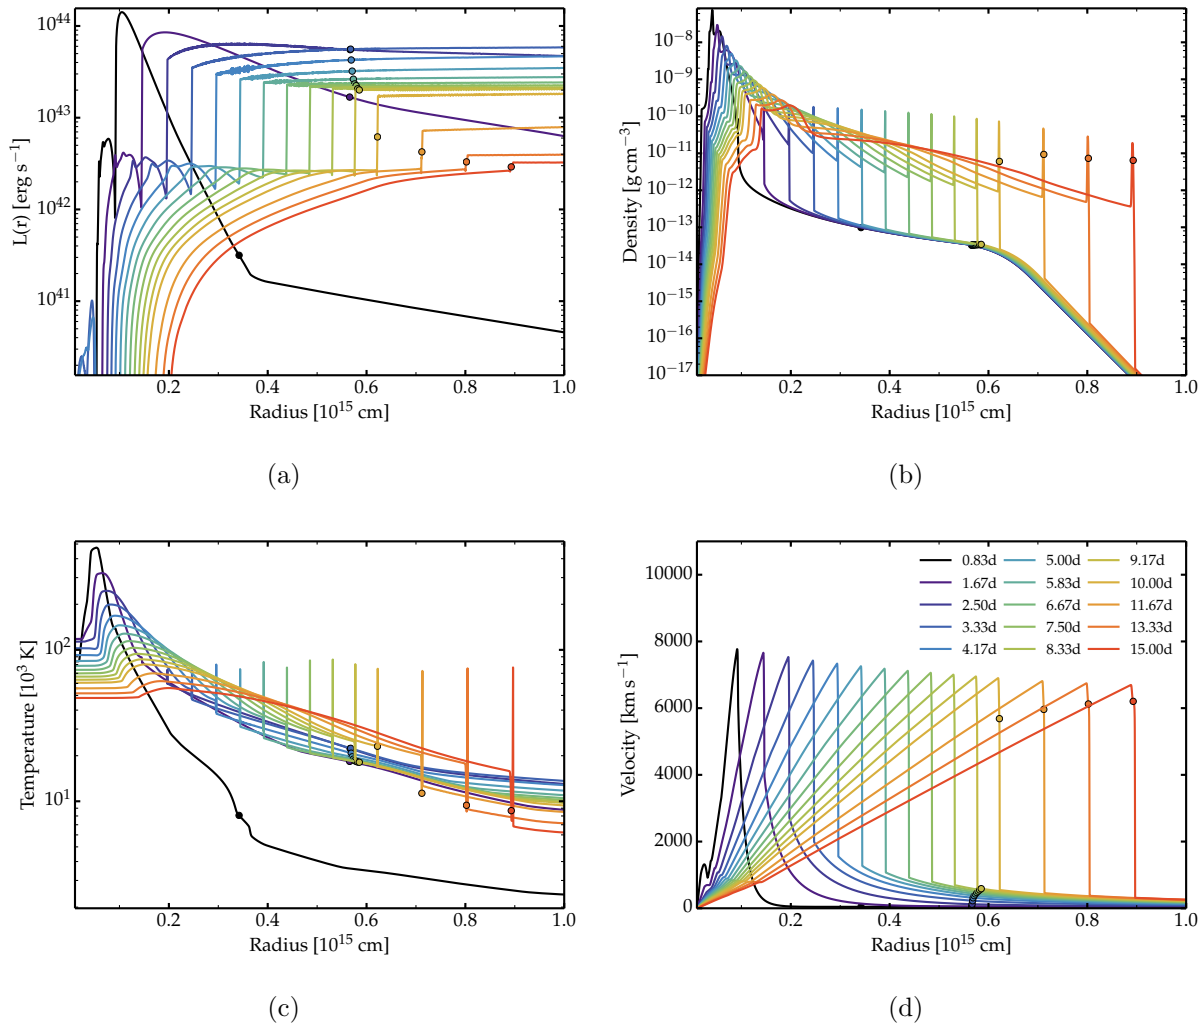 10^44
10^43
10^42
10^41
L(r) [erg s^−1]
0.2 0.4 0.6 0.8 1.0
Radius [10^15 cm]
(a)
10^−8
10^−9
10^−10
10^−11
10^−12
10^−13
10^−14
10^−15
10^−16
10^−17
Density [g cm^−3]
0.2 0.4 0.6 0.8 1.0
Radius [10^15 cm]
(b)
10^2
10^1
Temperature [10^3 K]
0.2 0.4 0.6 0.8 1.0
Radius [10^15 cm]
(c)
10000
8000
6000
4000
2000
0
Velocity [km s^−1]
0.83d 5.00d 9.17d
1.67d 5.83d 10.00d
2.50d 6.67d 11.67d
3.33d 7.50d 13.33d
4.17d 8.33d 15.00d
0.2 0.4 0.6 0.8 1.0
Radius [10^15 cm]
(d)